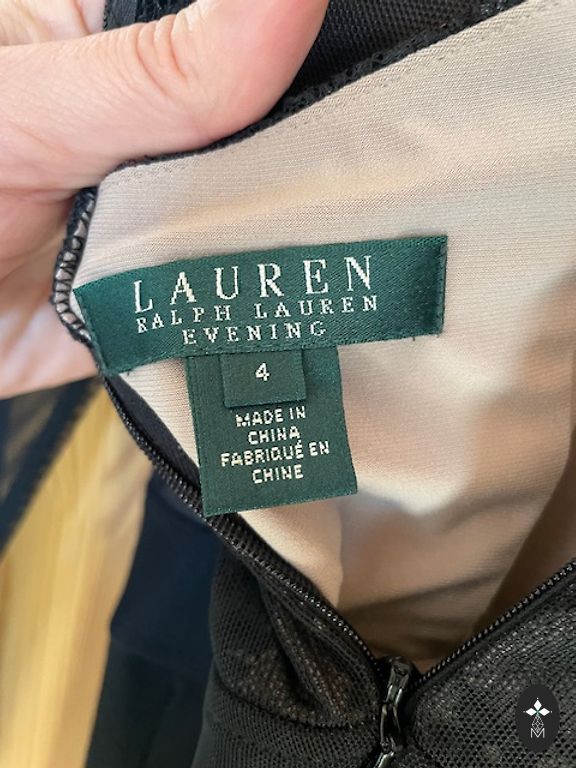 LAUREN
RALPH LAUREN
EVENING
4
MADE IN
CHINA
FABRIQUÉ EN
CHINE
M